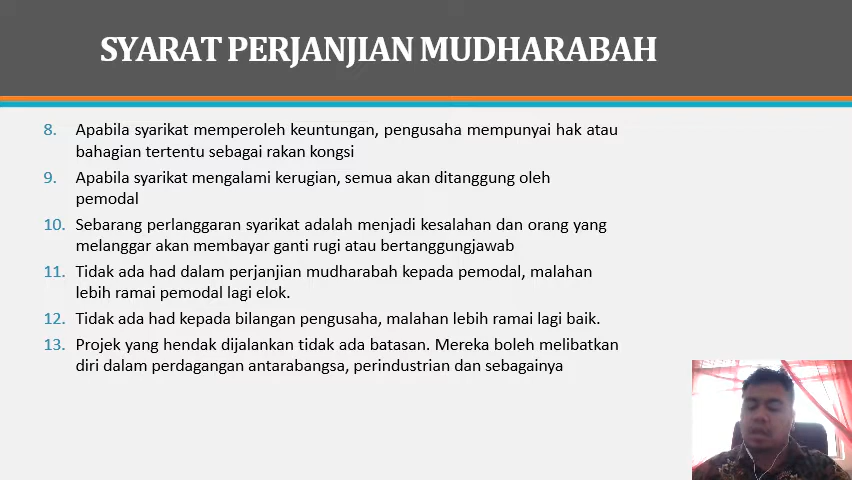 SYARAT PERJANJIAN MUDHARABAH
8. Apabila syarikat memperoleh keuntungan, pengusaha mempunyai hak atau
bahagian tertentu sebagai rakan kongsi
9. Apabila syarikat mengalami kerugian, semua akan ditanggung oleh
pemodal
10. Sebarang perlanggaran syarikat adalah menjadi kesalahan dan orang yang
melanggar akan membayar ganti rugi atau bertanggungjawab
11. Tidak ada had dalam perjanjian mudharabah kepada pemodal, malahan
lebih ramai pemodal lagi elok.
12. Tidak ada had kepada bilangan pengusaha, malahan lebih ramai lagi baik.
13. Projek yang hendak dijalankan tidak ada batasan. Mereka boleh melibatkan
diri dalam perdagangan antarabangsa, perindustrian dan sebagainya